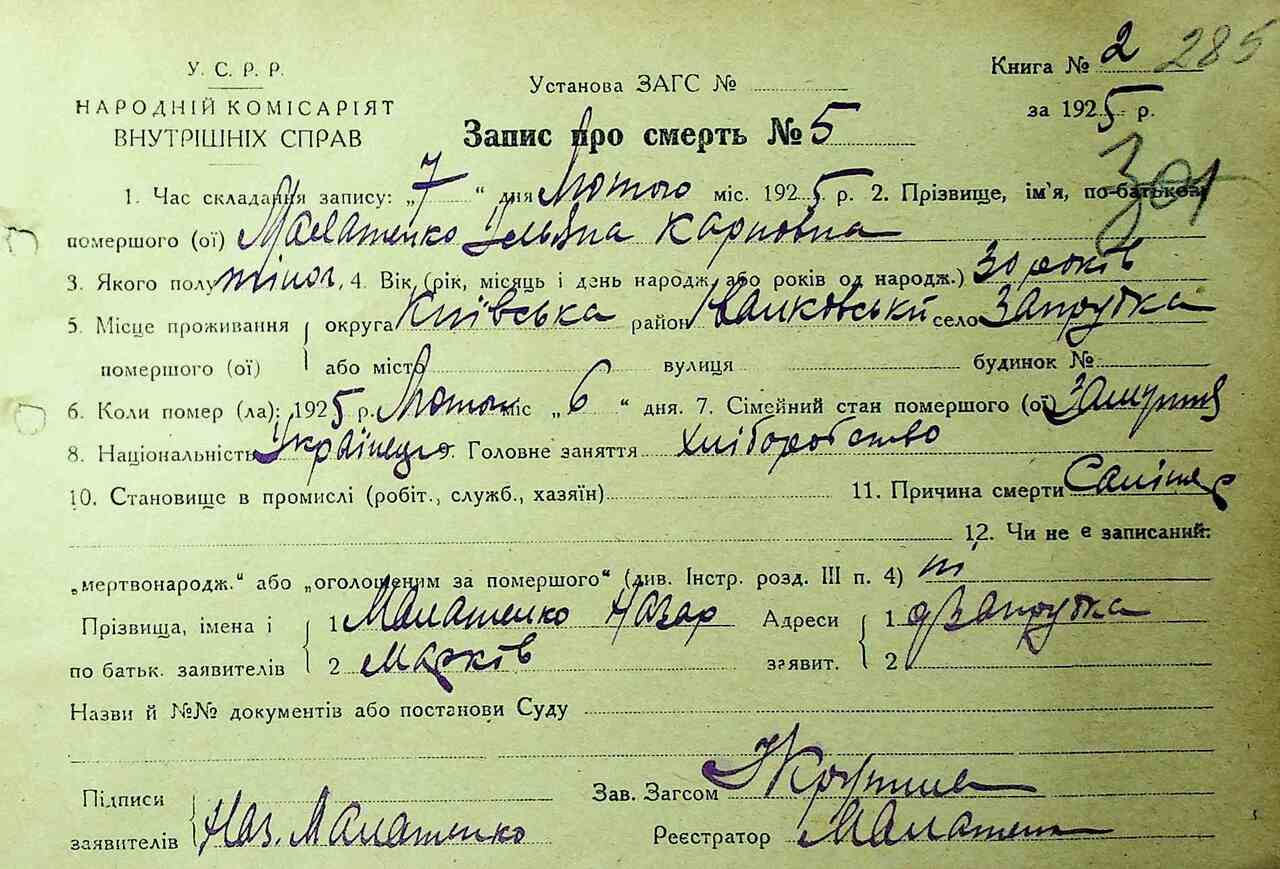 У. С. Р. Р.
НАРОДНІЙ КОМІСАРІЯТ
ВНУТРІШНІХ СПРАВ
Установа ЗАГС №
Книга № 2 285
за 1925 р.
Запис про смерть № 5
301
1. Час складання запису: „7“ дня Лютого міс. 1925 р. 2. Прізвище, ім'я, по-батькові
помершого (ої) Малашенко Ульяна Карповна
3. Якого полу жіноч. 4. Вік (рік, місяць і день народж. або років од народж.) 30 років
5. Місце проживання помершого (ої) округа Київська район село Запрудка
або місто вулиця будинок №
6. Коли помер (ла): 1925 р. Лютого міс „6“ дня. 7. Сімейний стан помершого (ої) Замужня
8. Національність Українець 9. Головне заняття хліборобство
10. Становище в промислі (робіт., служб., хазяїн) 11. Причина смерти
12. Чи не є записаний:
„мертвонародж.“ або „оголошеним за помершого“ (див. Інстр. розд. III п. 4) ні
Прізвища, імена і по батьк. заявителів 1 Малашенко Назар Адреси заявит. 1 Запрудка
2 Марків 2
Назви й №№ документів або постанови Суду
Підписи заявителів Наз. Малашенко
Зав. Загсом
Реєстратор